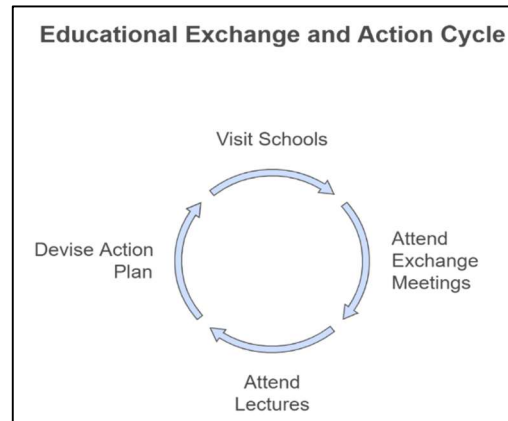 Educational Exchange and Action Cycle
Visit Schools
Attend
Exchange
Meetings
Attend
Lectures
Devise Action
Plan